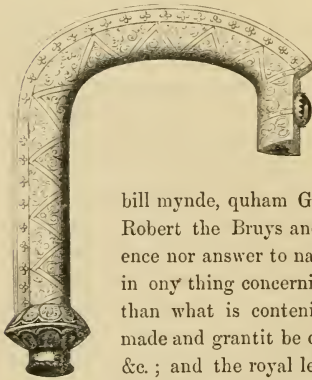 bill mynde, quham G
Robert the Bruys an
ence nor answer to na
in ony thing concerni
than what is conteni
made and grantit be
&c.; and the royal le